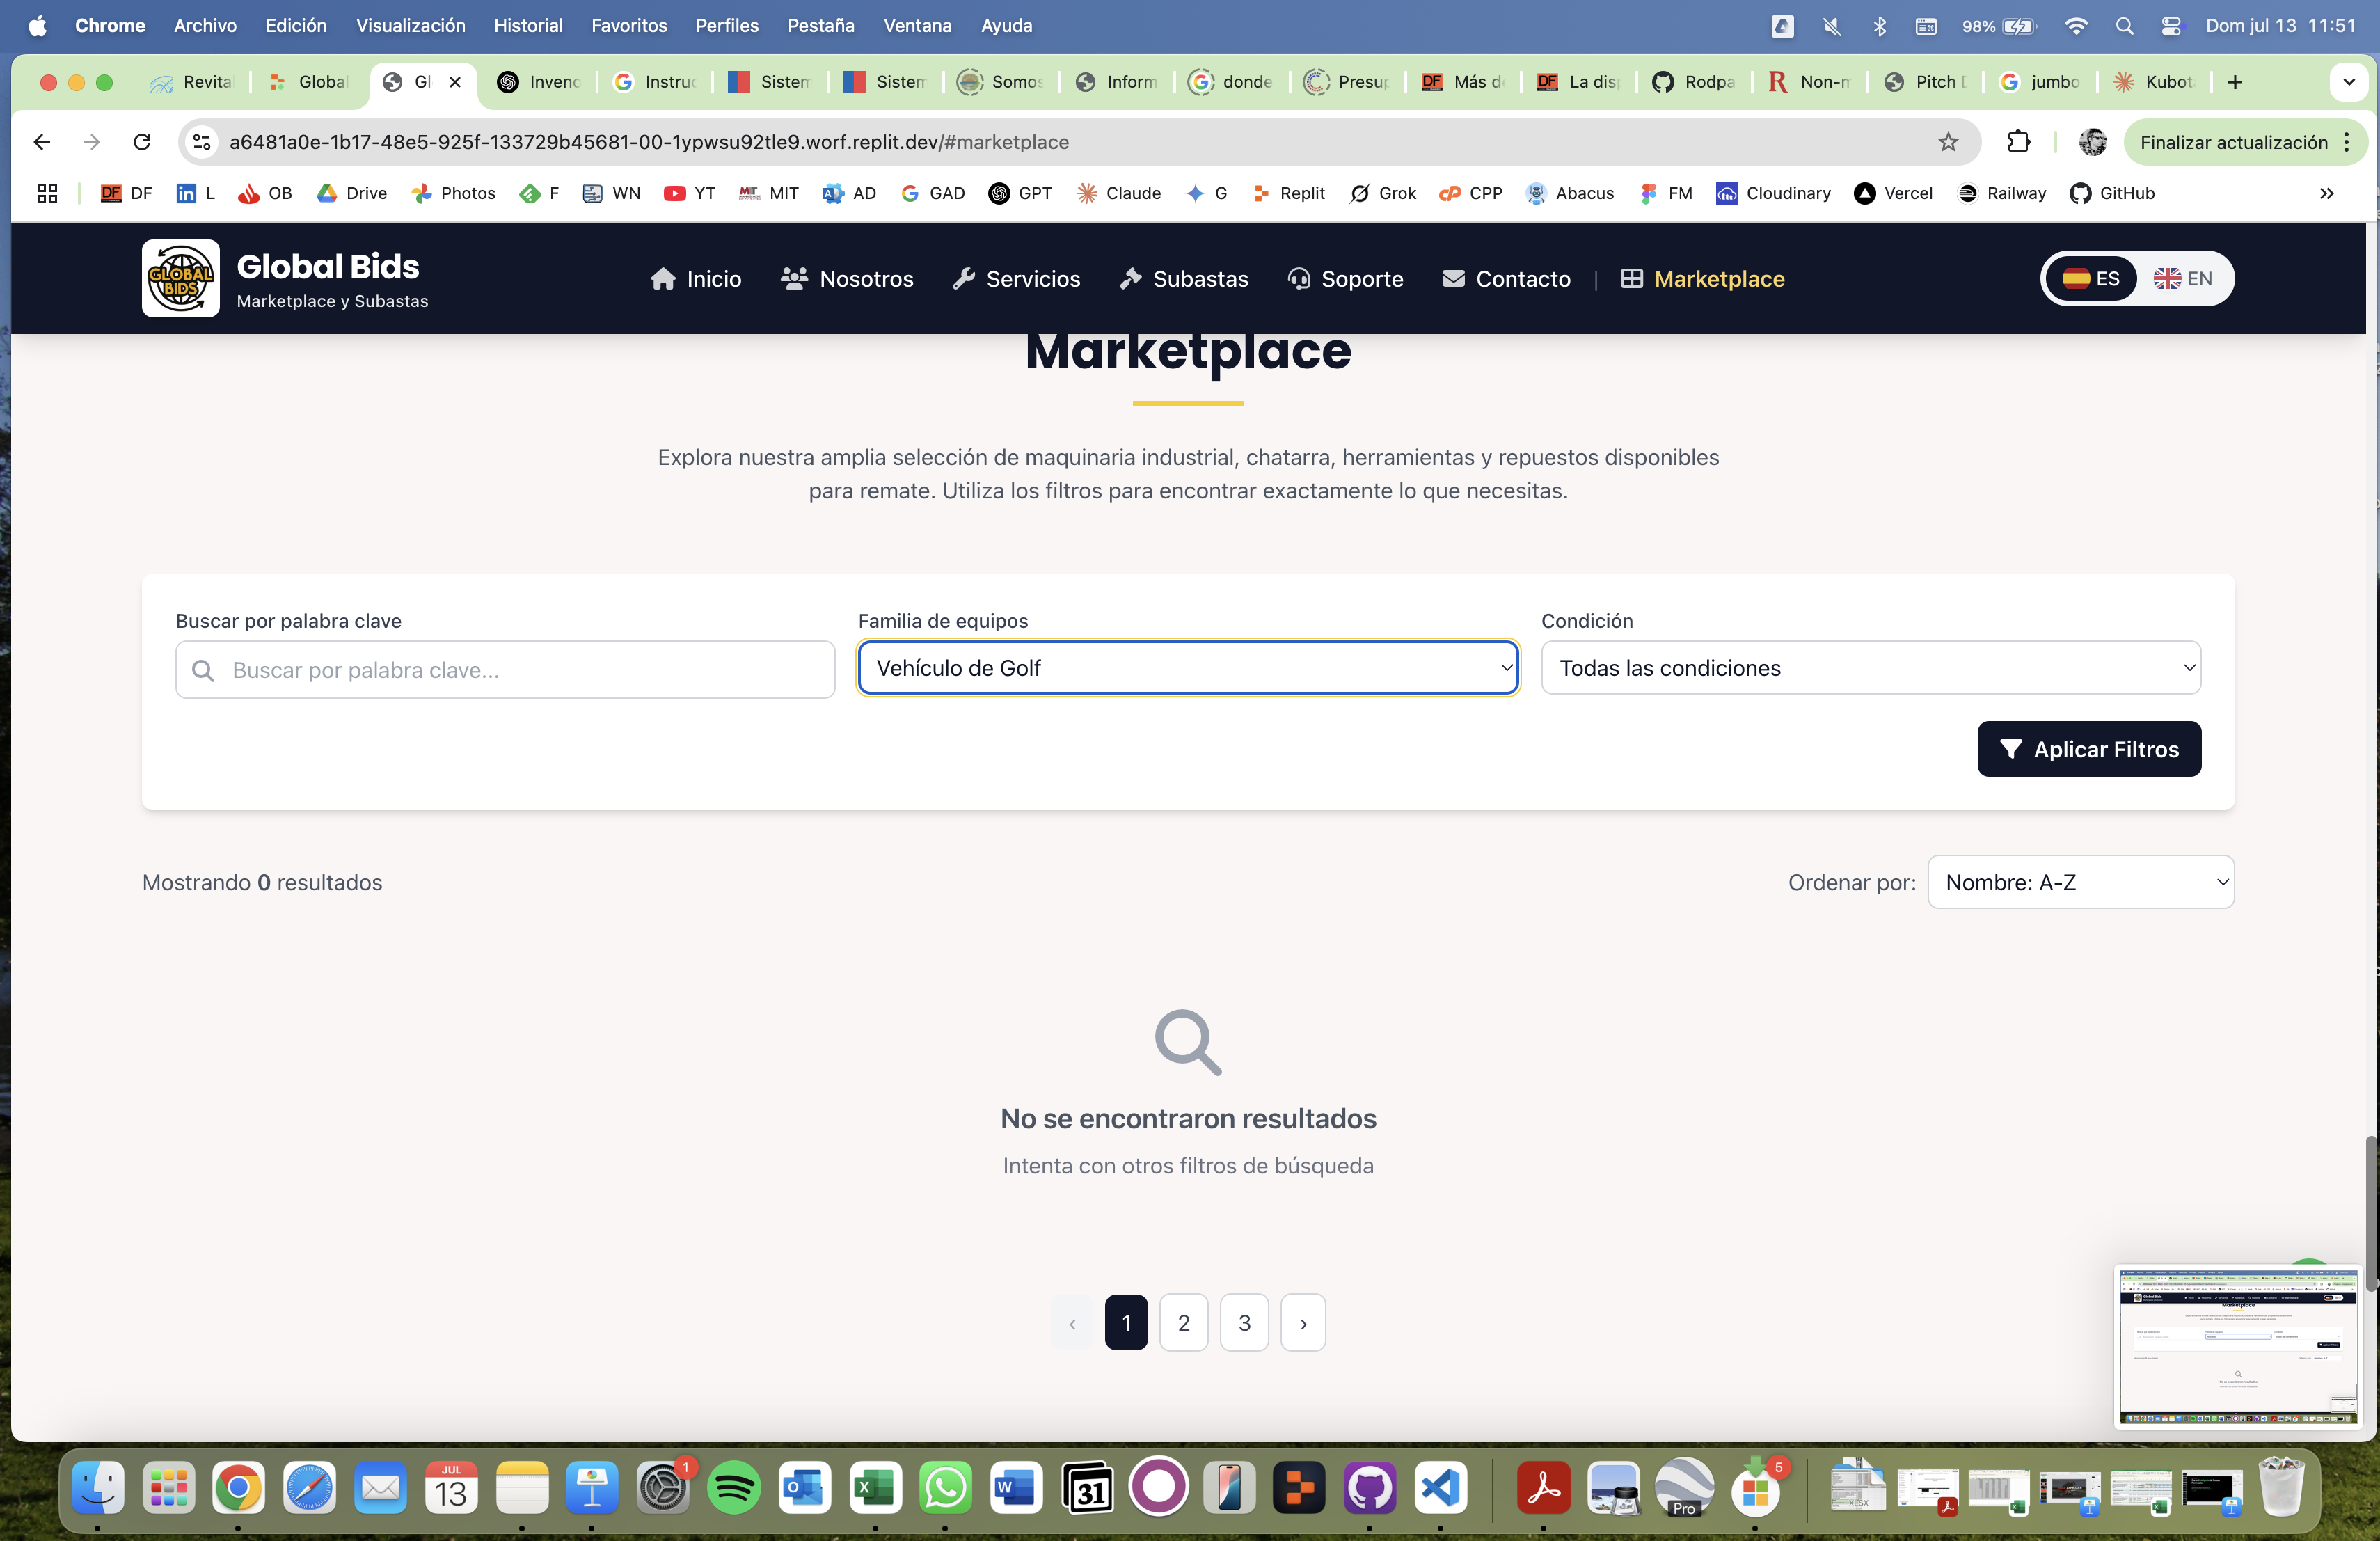 Chrome Archivo Edición Visualización Historial Favoritos Perfiles Pestaña Ventana Ayuda 98% Dom jul 13 11:51
Revita Global Gl Inveno Instruc Sistem Sistem Somos Inform donde Presup Más de La dis Rodpa Non-m Pitch jumbo Kubot
a6481a0e-1b17-48e5-925f-133729b45681-00-1ypwsu92tle9.worf.replit.dev/#marketplace Finalizar actualización
DF L OB Drive Photos F WN YT MIT AD GAD GPT Claude G Replit Grok CPP Abacus FM Cloudinary Vercel Railway GitHub
GLOBAL BIDS
Global Bids
Marketplace y Subastas
Inicio Nosotros Servicios Subastas Soporte Contacto | Marketplace ES EN
Marketplace
Explora nuestra amplia selección de maquinaria industrial, chatarra, herramientas y repuestos disponibles
para remate. Utiliza los filtros para encontrar exactamente lo que necesitas.
Buscar por palabra clave Familia de equipos Condición
Buscar por palabra clave... Vehículo de Golf Todas las condiciones
Aplicar Filtros
Mostrando 0 resultados Ordenar por: Nombre: A-Z
No se encontraron resultados
Intenta con otros filtros de búsqueda
‹ 1 2 3 ›
JUL
13
1
31
Pro
5
XLSX